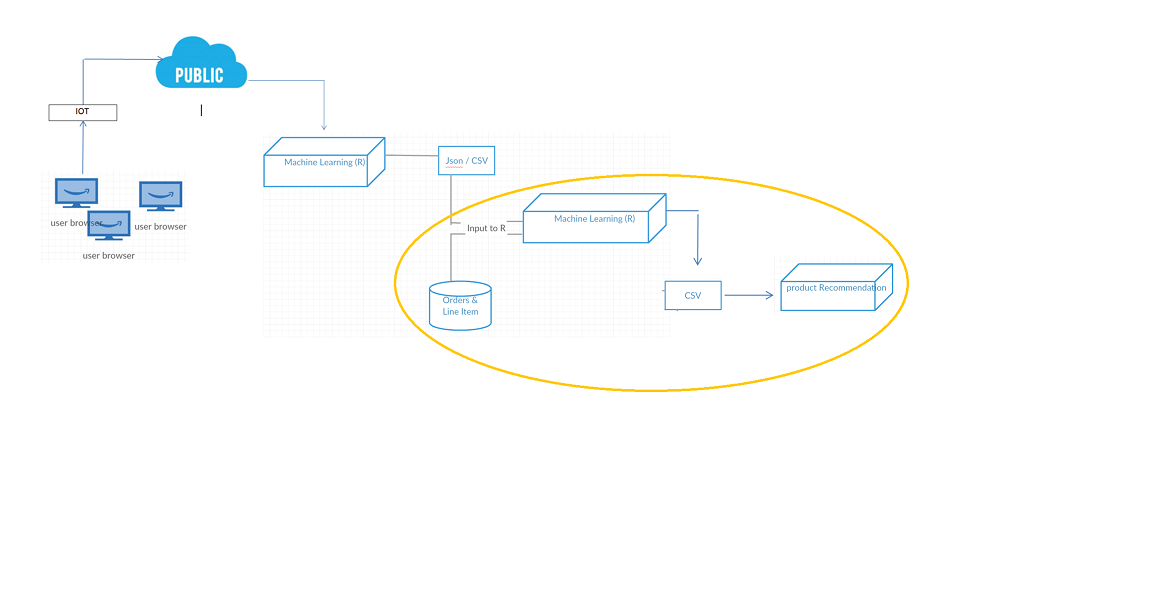 PUBLIC
IOT
Machine Learning (R)
Json / CSV
user browser
user browser
user browser
Machine Learning (R)
Input to R
Orders &
Line Item
CSV
product Recommendation